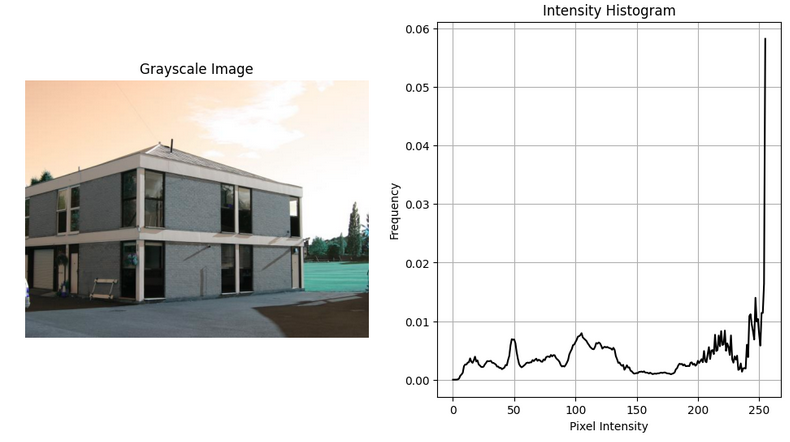 Grayscale Image
Intensity Histogram
Frequency
0.06
0.05
0.04
0.03
0.02
0.01
0.00
0 50 100 150 200 250
Pixel Intensity